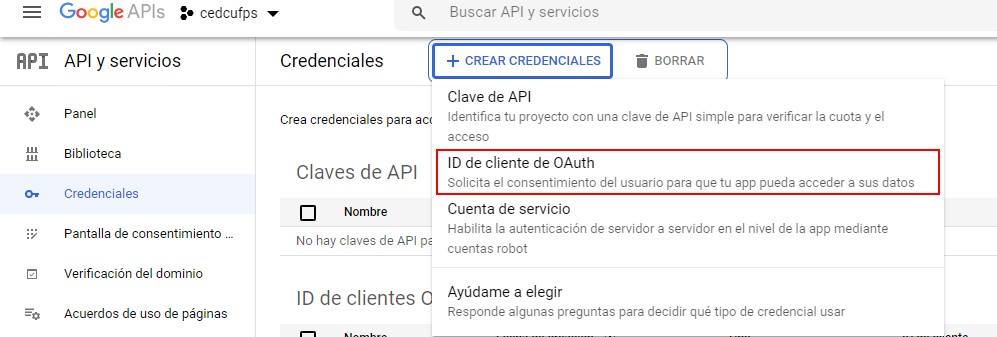 Google APIs
cedcufps
Buscar API y servicios
API
API y servicios
Credenciales
CREAR CREDENCIALES
BORRAR
Panel
Biblioteca
Credenciales
Pantalla de consentimiento ...
Verificación del dominio
Acuerdos de uso de páginas
Crea credenciales para acc
Claves de API
Nombre
No hay claves de API pa
ID de clientes O
Clave de API
Identifica tu proyecto con una clave de API simple para verificar la cuota y el
acceso
ID de cliente de OAuth
Solicita el consentimiento del usuario para que tu app pueda acceder a sus datos
Cuenta de servicio
Habilita la autenticación de servidor a servidor en el nivel de la app mediante
cuentas robot
Ayúdame a elegir
Responde algunas preguntas para decidir qué tipo de credencial usar
Nombre